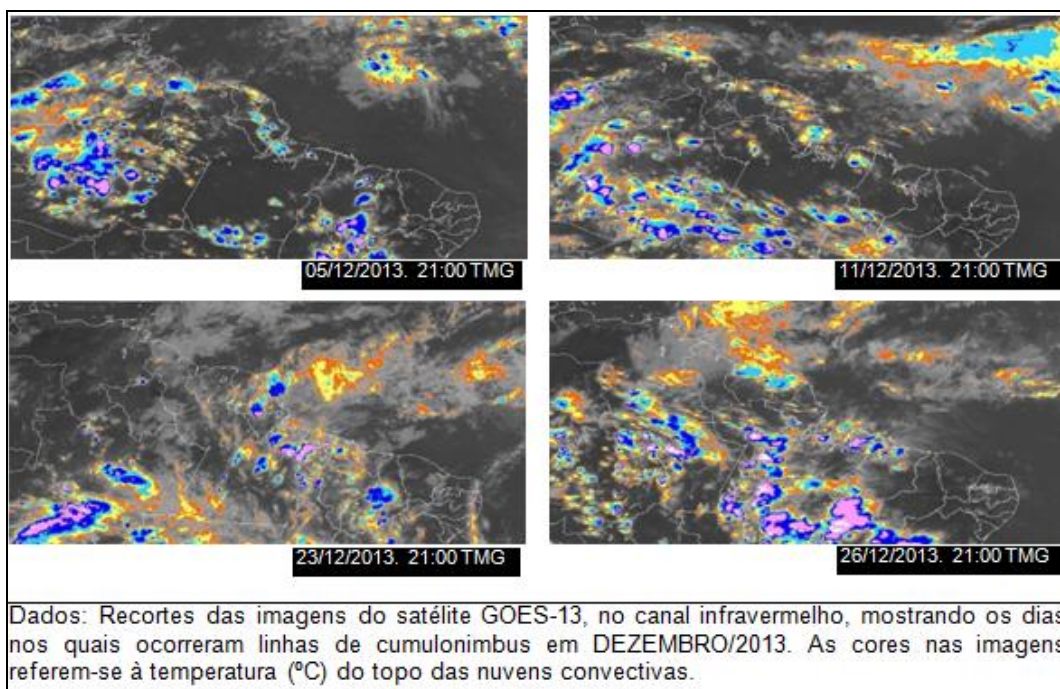 05/12/2013. 21:00 TMG
11/12/2013. 21:00 TMG
23/12/2013. 21:00 TMG
26/12/2013. 21:00 TMG
Dados: Recortes das imagens do satélite GOES-13, no canal infravermelho, mostrando os dias
nos quais ocorreram linhas de cumulonimbus em DEZEMBRO/2013. As cores nas imagens
referem-se à temperatura (ºC) do topo das nuvens convectivas.